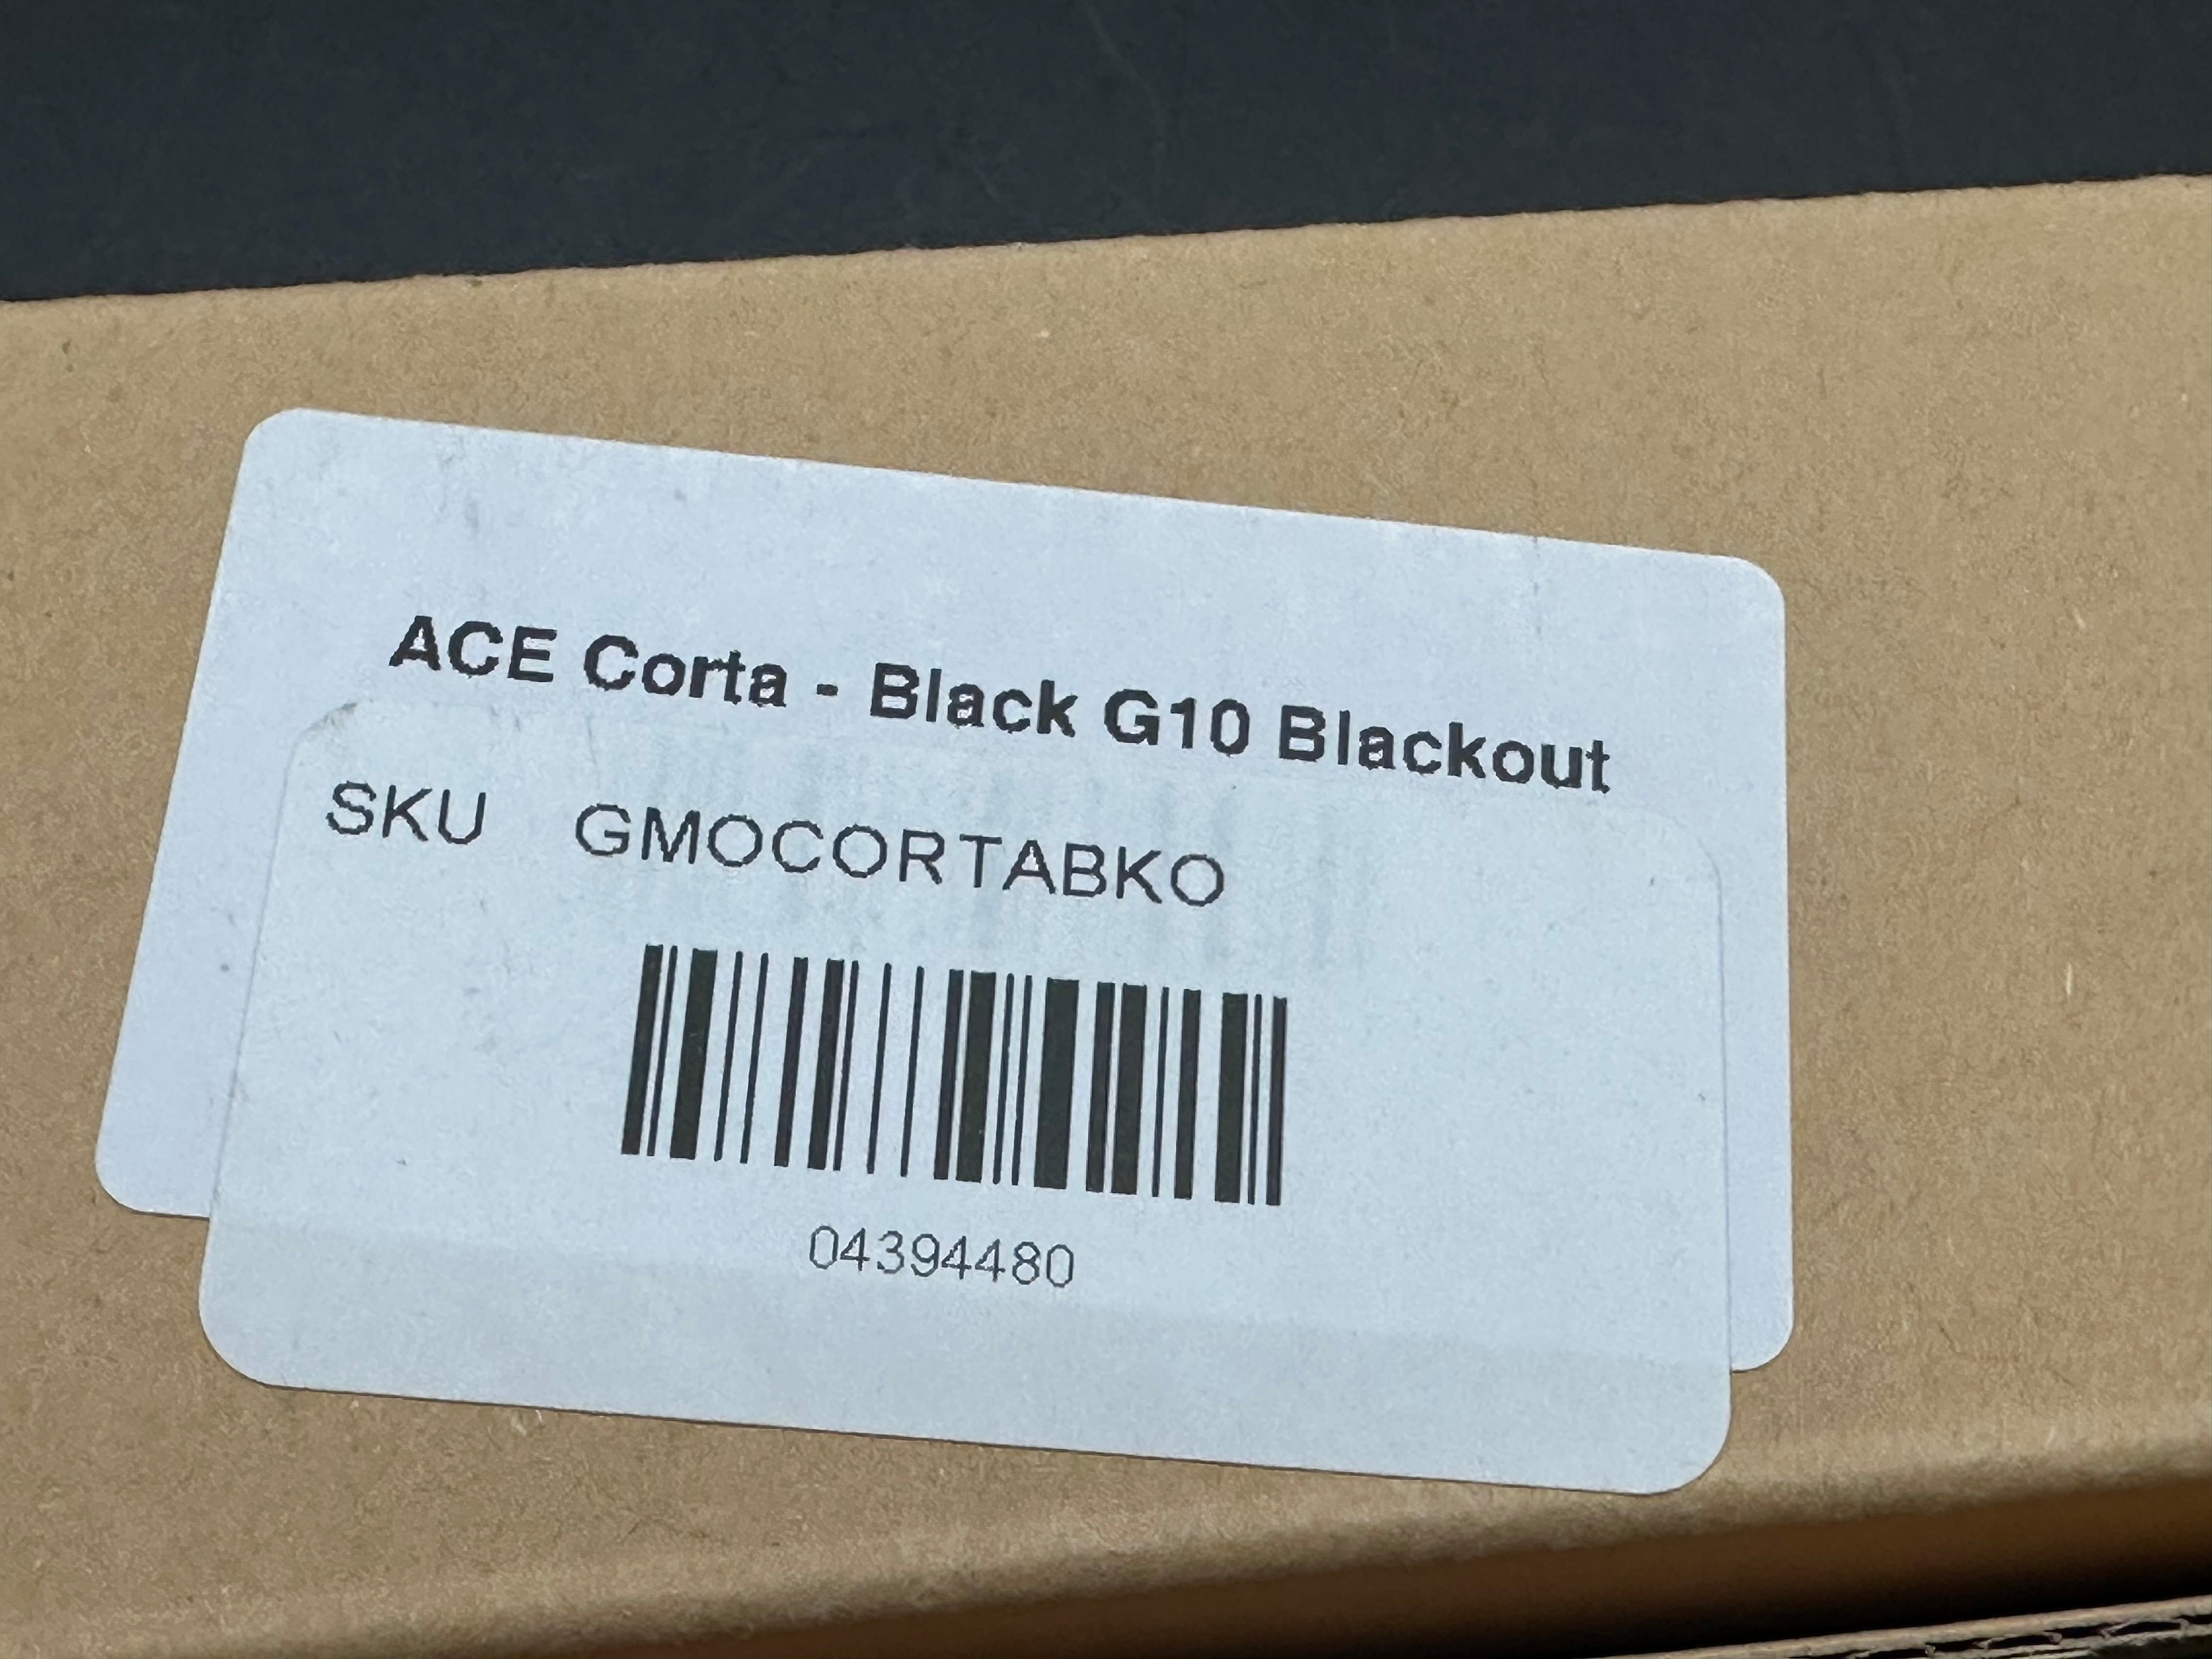 ACE Corta - Black G10 Blackout
SKU GMOCORTABKO
04394480